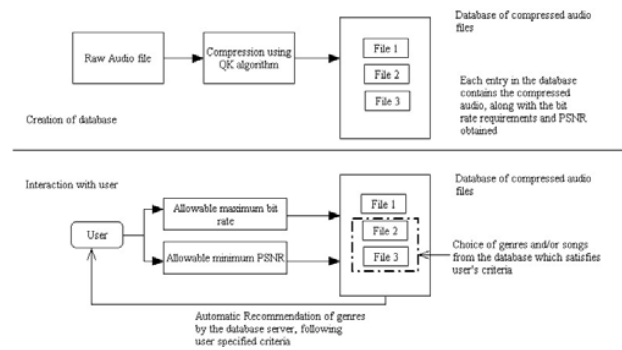 Database of compressed audio
files
Raw Audio file
Compression using
QK algorithm
File 1
File 2
File 3
Each entry in the database
contains the compressed
audio, along with the bit
rate requirements and PSNR
obtained
Creation of database
Interaction with user
Database of compressed audio
files
User
Allowable maximum bit
rate
Allowable minimum PSNR
File 1
File 2
File 3
Choice of genres and/or songs
from the database which satisfies
user's criteria
Automatic Recommendation of genres
by the database server, following
user specified criteria